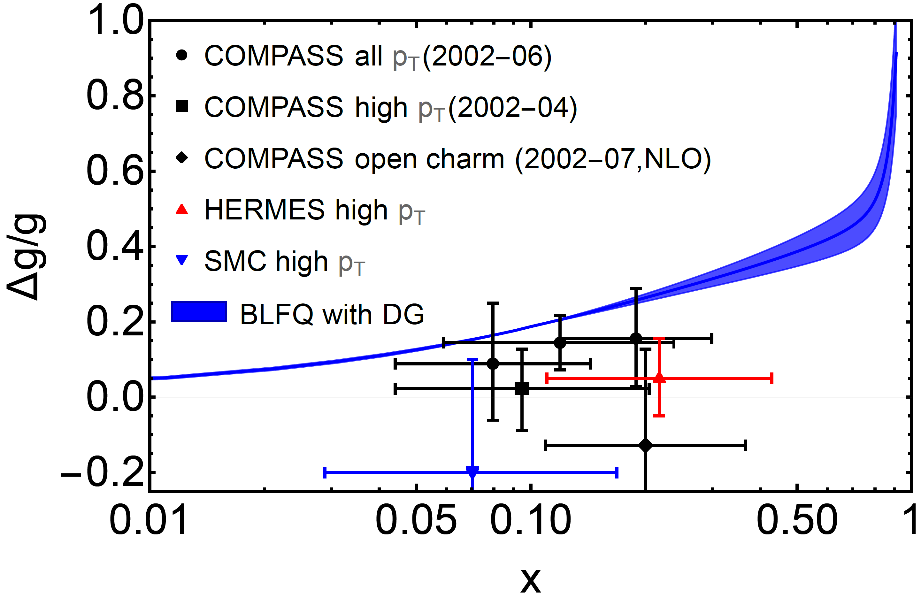 1.0
0.8
0.6
0.4
0.2
0.0
−0.2
Δg/g
COMPASS all pT(2002−06)
COMPASS high pT(2002−04)
COMPASS open charm (2002−07,NLO)
HERMES high pT
SMC high pT
BLFQ with DG
0.01 0.05 0.10 0.50 1
x